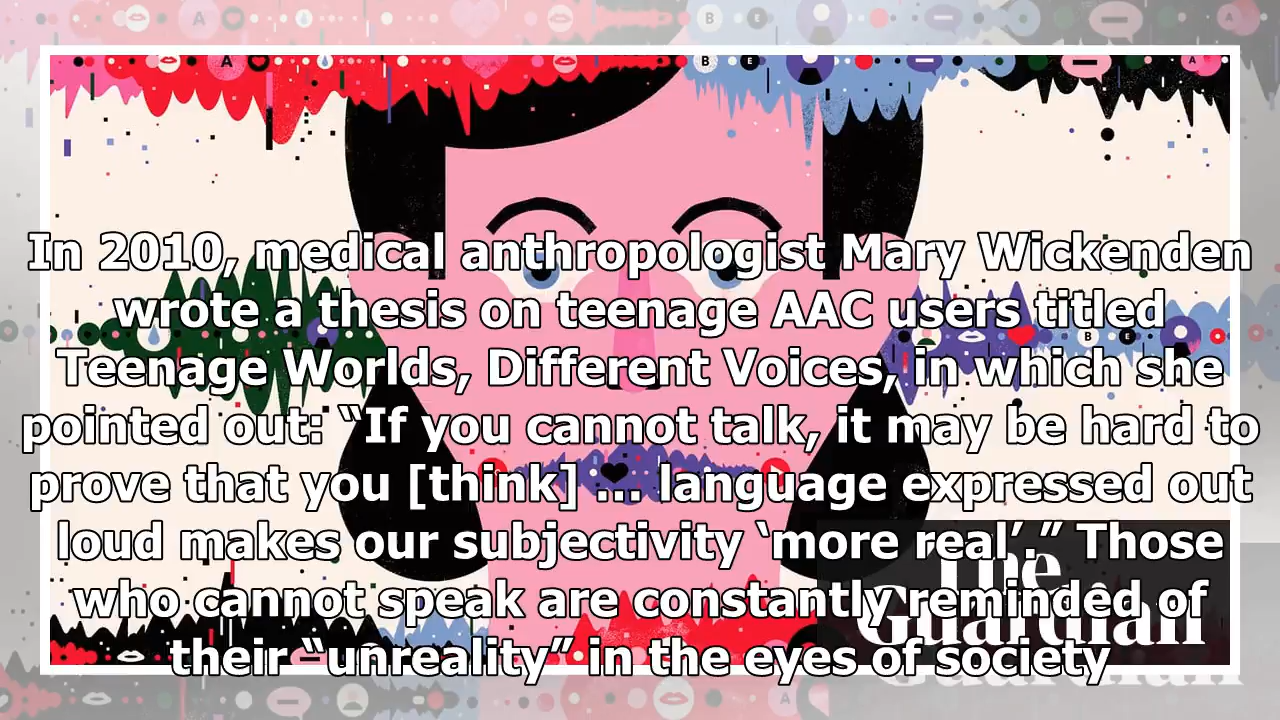 In 2010, medical anthropologist Mary Wickenden
wrote a thesis on teenage AAC users titled
Teenage Worlds, Different Voices, in which she
pointed out: “If you cannot talk, it may be hard to
prove that you [think] ... language expressed out
loud makes our subjectivity ‘more real’.” Those
who cannot speak are constantly reminded of
their “unreality” in the eyes of society
The
Guardian
A
B
E
A
B
E
A
B
E
A
A